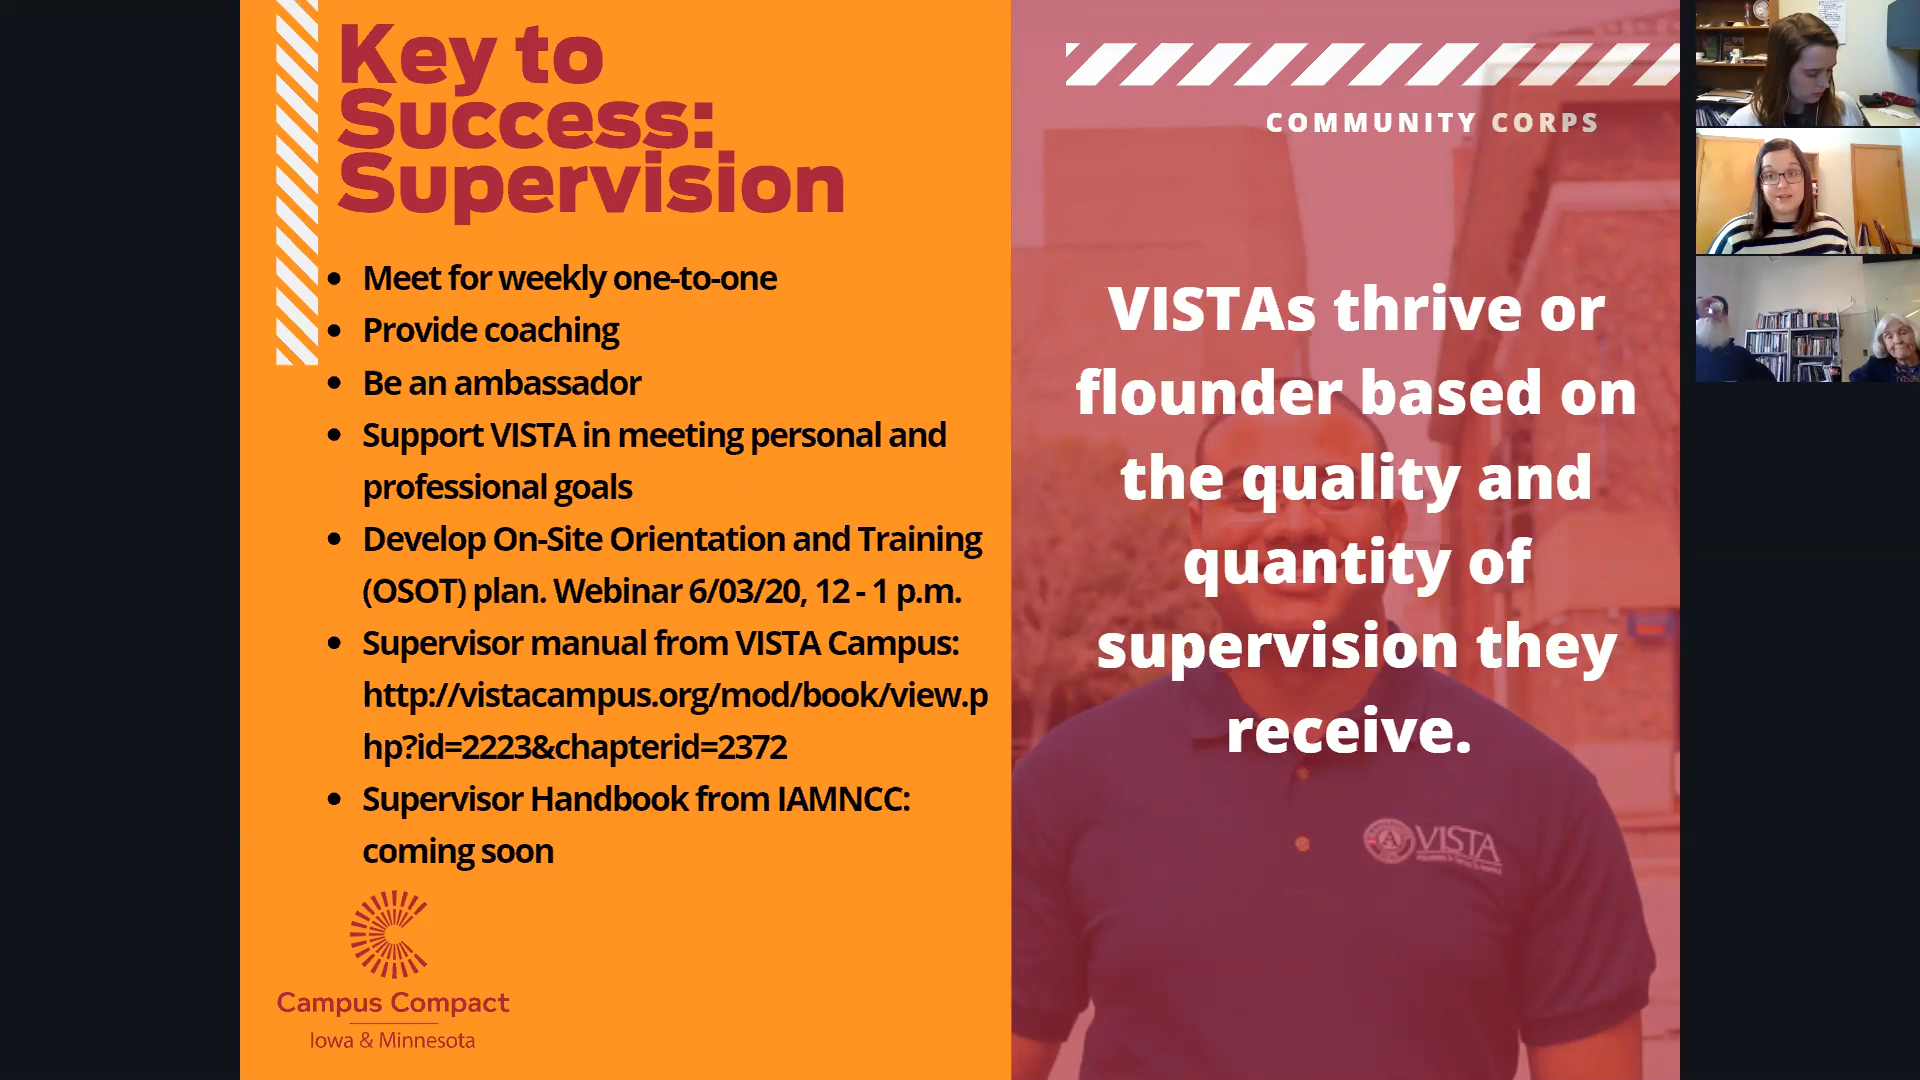 Key to
Success:
Supervision
• Meet for weekly one-to-one
• Provide coaching
• Be an ambassador
• Support VISTA in meeting personal and
professional goals
• Develop On-Site Orientation and Training
(OSOT) plan. Webinar 6/03/20, 12 - 1 p.m.
• Supervisor manual from VISTA Campus:
http://vistacampus.org/mod/book/view.p
hp?id=2223&chapterid=2372
• Supervisor Handbook from IAMNCC:
coming soon
Campus Compact
Iowa & Minnesota
COMMUNITY CORPS
VISTAs thrive or
flounder based on
the quality and
quantity of
supervision they
receive.
VISTA